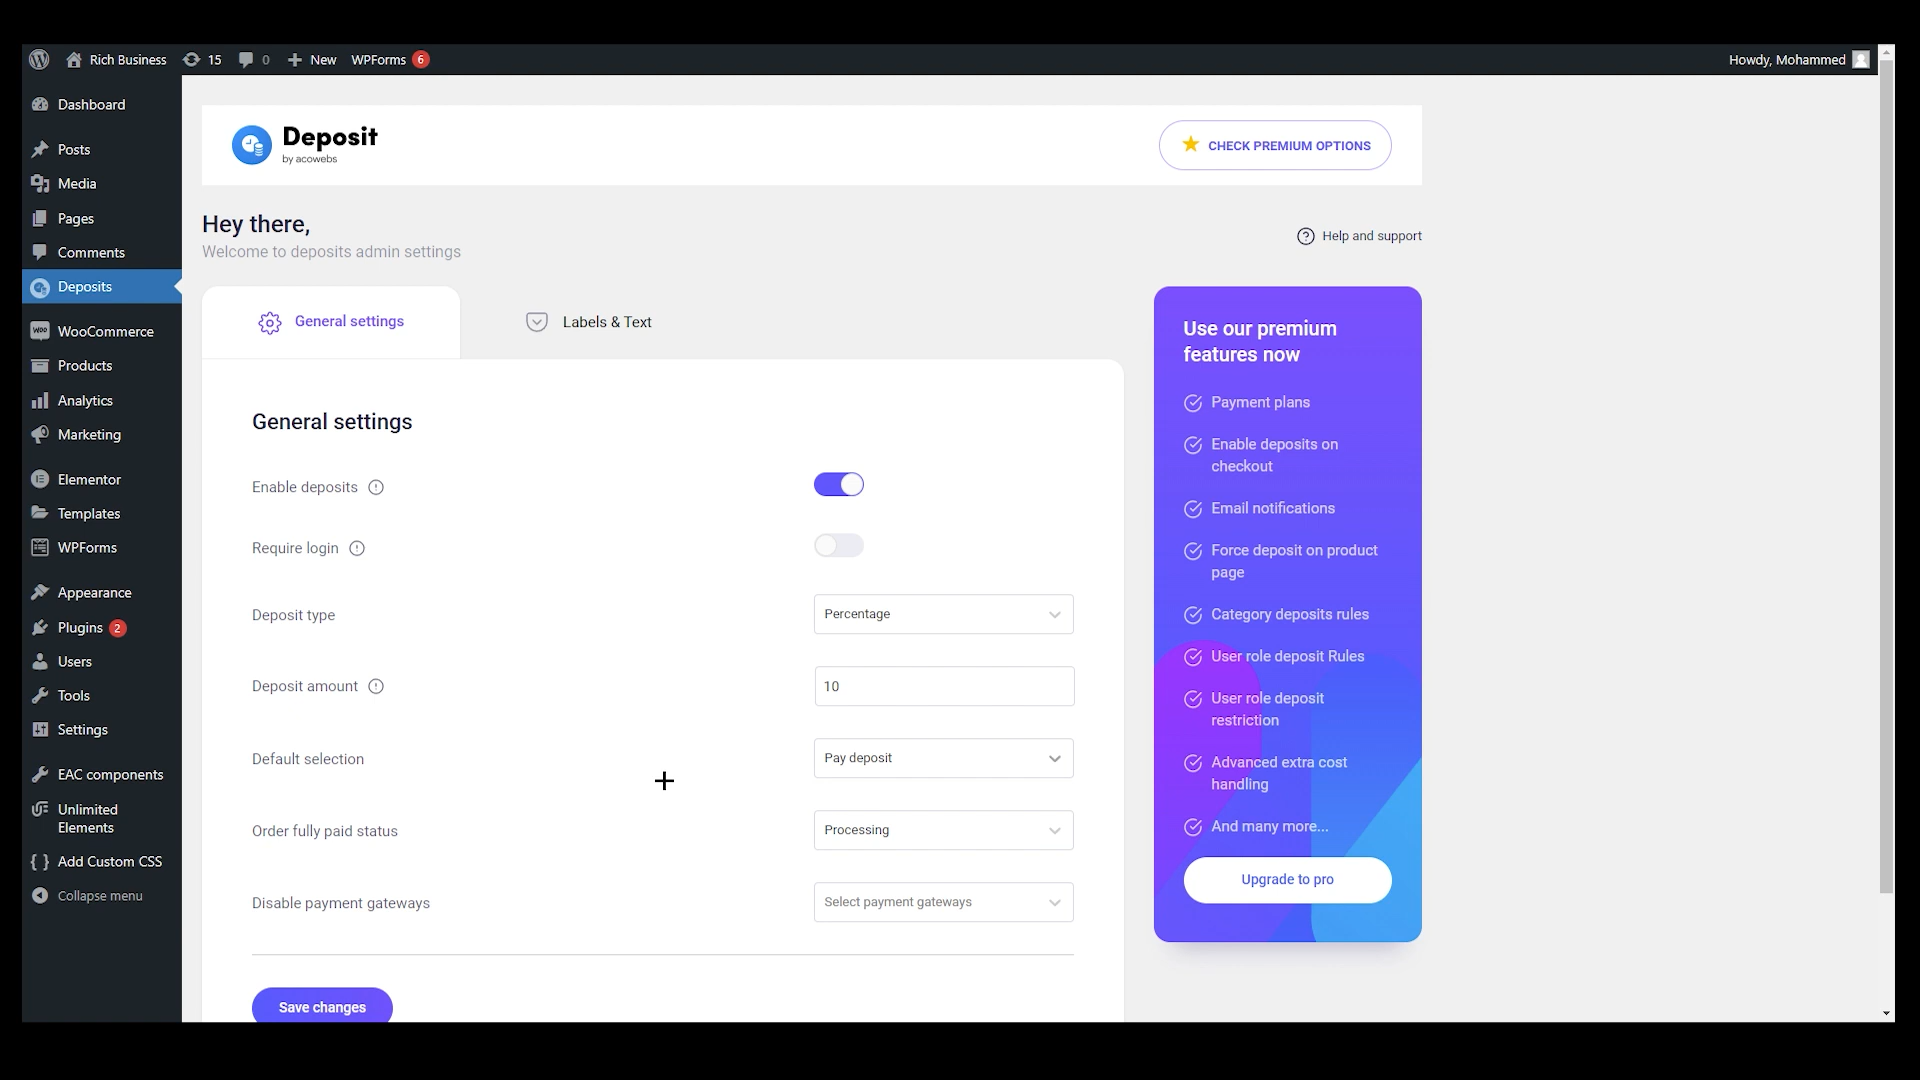 Rich Business 15 0 New WPForms 6 Howdy, Mohammed
Dashboard
Posts
Media
Pages
Comments
Deposits
WooCommerce
Products
Analytics
Marketing
Elementor
Templates
WPForms
Appearance
Plugins 2
Users
Tools
Settings
EAC components
Unlimited
Elements
Add Custom CSS
Collapse menu
Deposit
by acowebs
CHECK PREMIUM OPTIONS
Hey there,
Welcome to deposits admin settings
Help and support
General settings
Labels & Text
General settings
Enable deposits
Require login
Deposit type Percentage
Deposit amount 10
Default selection Pay deposit
Order fully paid status Processing
Disable payment gateways Select payment gateways
Save changes
Use our premium
features now
Payment plans
Enable deposits on
checkout
Email notifications
Force deposit on product
page
Category deposits rules
User role deposit Rules
User role deposit
restriction
Advanced extra cost
handling
And many more...
Upgrade to pro